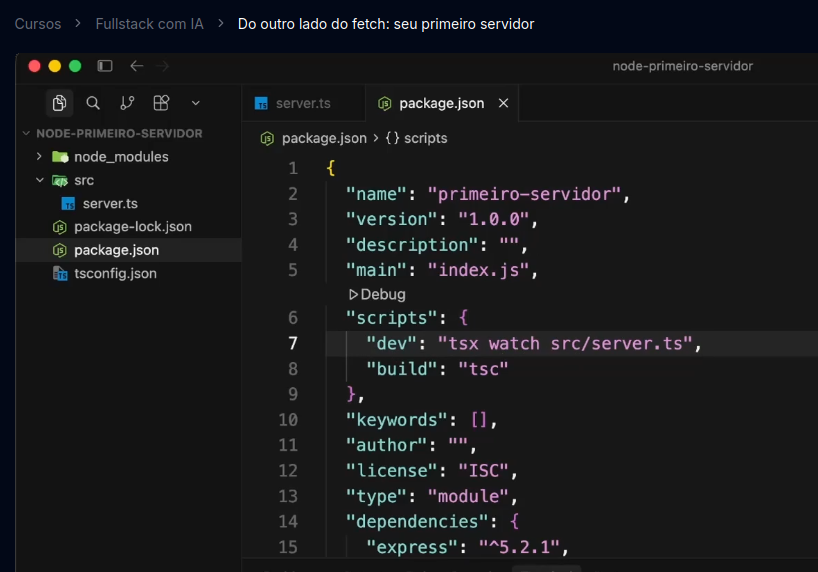 Cursos > Fullstack com IA > Do outro lado do fetch: seu primeiro servidor
node-primeiro-servidor
server.ts
package.json
NODE-PRIMEIRO-SERVIDOR
node_modules
src
server.ts
package-lock.json
package.json
tsconfig.json
package.json > {} scripts
1 {
2 "name": "primeiro-servidor",
3 "version": "1.0.0",
4 "description": "",
5 "main": "index.js",
Debug
6 "scripts": {
7 "dev": "tsx watch src/server.ts",
8 "build": "tsc"
9 },
10 "keywords": [],
11 "author": "",
12 "license": "ISC",
13 "type": "module",
14 "dependencies": {
15 "express": "^5.2.1",